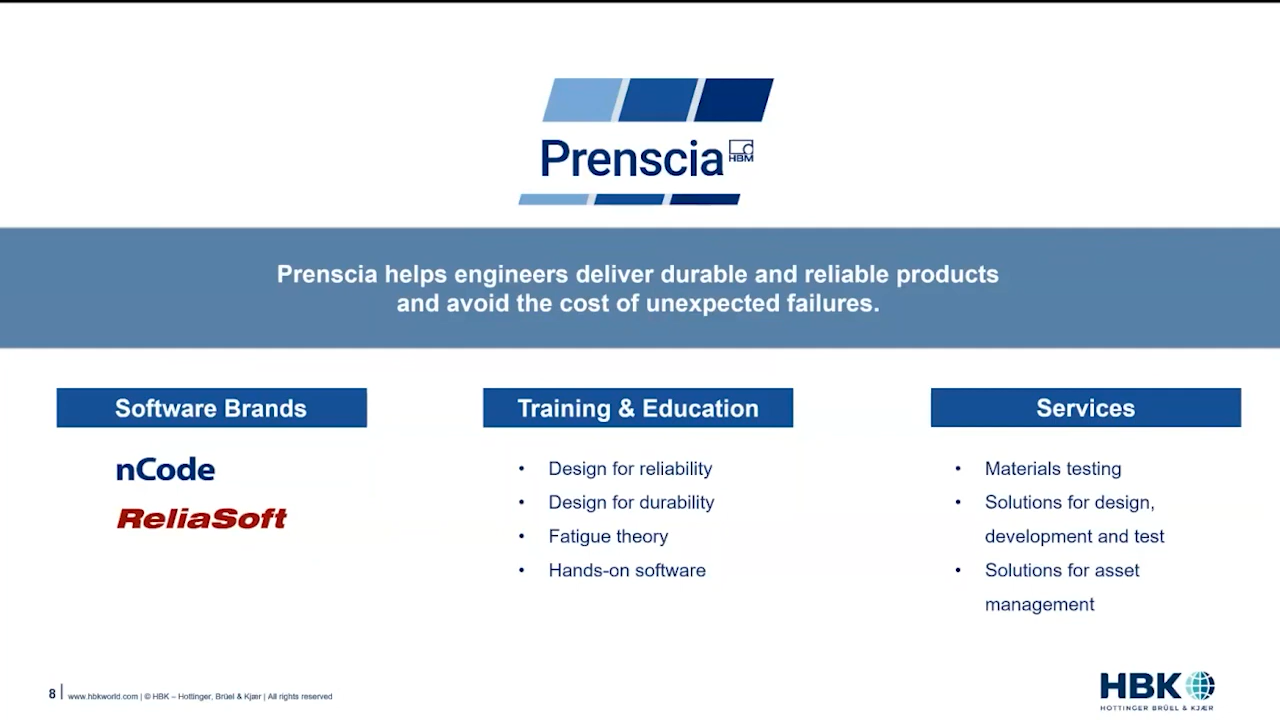 Prenscia
HBM
Prenscia helps engineers deliver durable and reliable products
and avoid the cost of unexpected failures.
Software Brands
nCode
ReliaSoft
Training & Education
• Design for reliability
• Design for durability
• Fatigue theory
• Hands-on software
Services
• Materials testing
• Solutions for design,
development and test
• Solutions for asset
management
8 | www.hbkworld.com | © HBK – Hottinger, Brüel & Kjær | All rights reserved
HBK
HOTTINGER BRÜEL & KJÆR